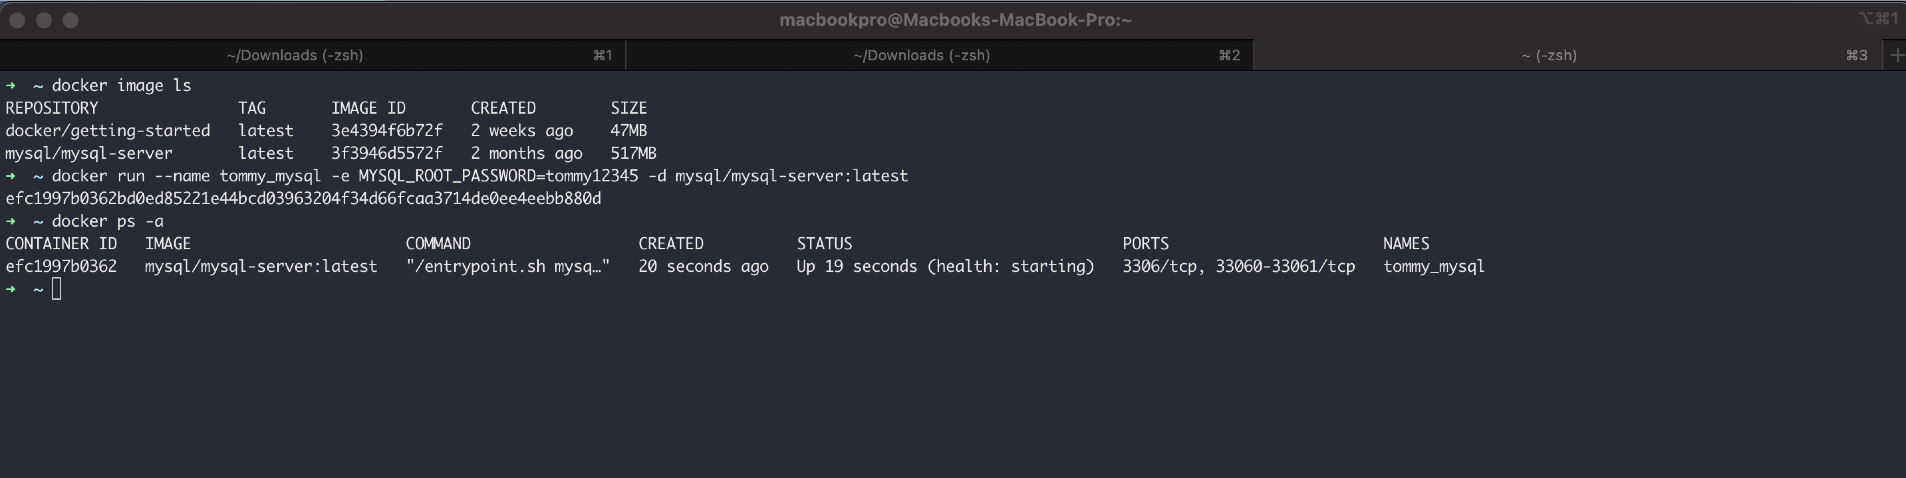 macbookpro@Macbooks-MacBook-Pro:~ ⌥⌘1
~/Downloads (-zsh) ⌘1 ~/Downloads (-zsh) ⌘2 ~ (-zsh) ⌘3 +
➜ ~ docker image ls
REPOSITORY TAG IMAGE ID CREATED SIZE
docker/getting-started latest 3e4394f6b72f 2 weeks ago 47MB
mysql/mysql-server latest 3f3946d5572f 2 months ago 517MB
➜ ~ docker run --name tommy_mysql -e MYSQL_ROOT_PASSWORD=tommy12345 -d mysql/mysql-server:latest
efc1997b0362bd0ed85221e44bcd03963204f34d66fcaa3714de0ee4eebb880d
➜ ~ docker ps -a
CONTAINER ID IMAGE COMMAND CREATED STATUS PORTS NAMES
efc1997b0362 mysql/mysql-server:latest "/entrypoint.sh mysq…" 20 seconds ago Up 19 seconds (health: starting) 3306/tcp, 33060-33061/tcp tommy_mysql
➜ ~